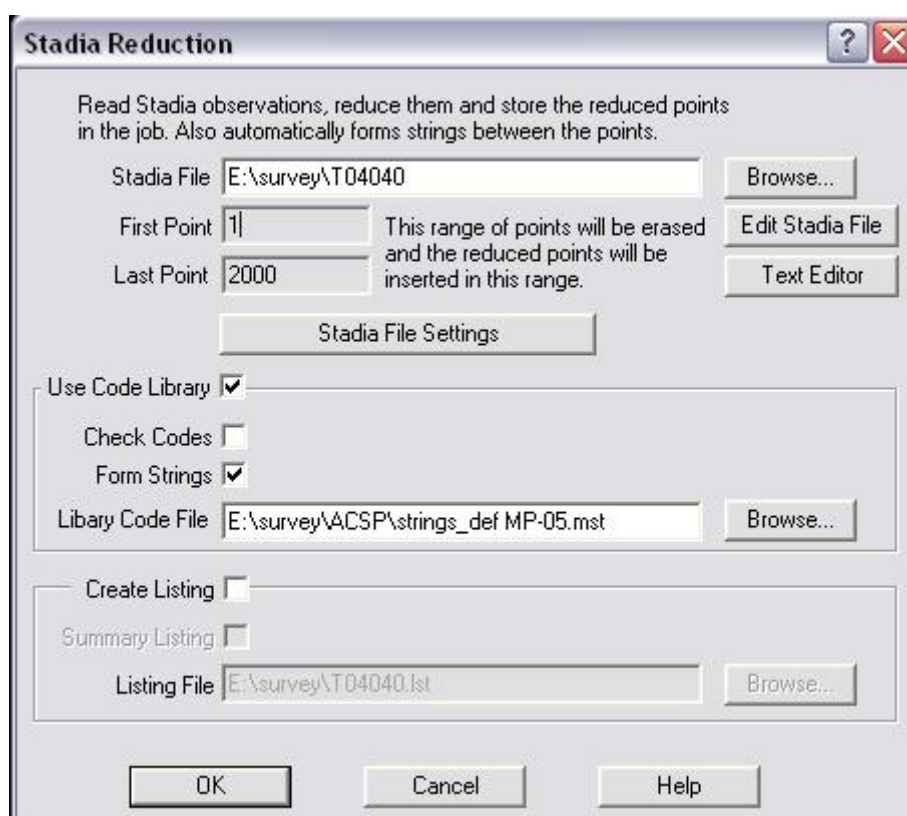 Stadia Reduction
Read Stadia observations, reduce them and store the reduced points
in the job. Also automatically forms strings between the points.
Stadia File E:\survey\T04040 Browse...
First Point 1 This range of points will be erased Edit Stadia File
and the reduced points will be
Last Point 2000 inserted in this range. Text Editor
Stadia File Settings
Use Code Library
Check Codes
Form Strings
Libary Code File E:\survey\ACSP\strings_def MP-05.mst Browse...
Create Listing
Summary Listing
Listing File E:\survey\T04040.lst Browse...
OK Cancel Help